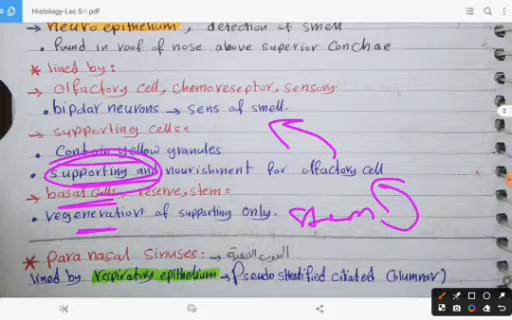 Histology-Lec 5-١.pdf
→ neuro epithelium, detection of smell
• Found in roof of nose above superior conchae
* lined by:
→ olfactory cell, chemoreseptor, sensory
• bipolar neurons → sens of smell.
→ supporting cells:
• Contain yellow granules
• supporting and nourishment for olfactory cell
→ basal cells, reserve, stem:
• regeneration of supporting only.
stem
* Para nasal sinuses:→
lined by respiratory epithelium → Pseudo stratified ciliated Columnar)
2